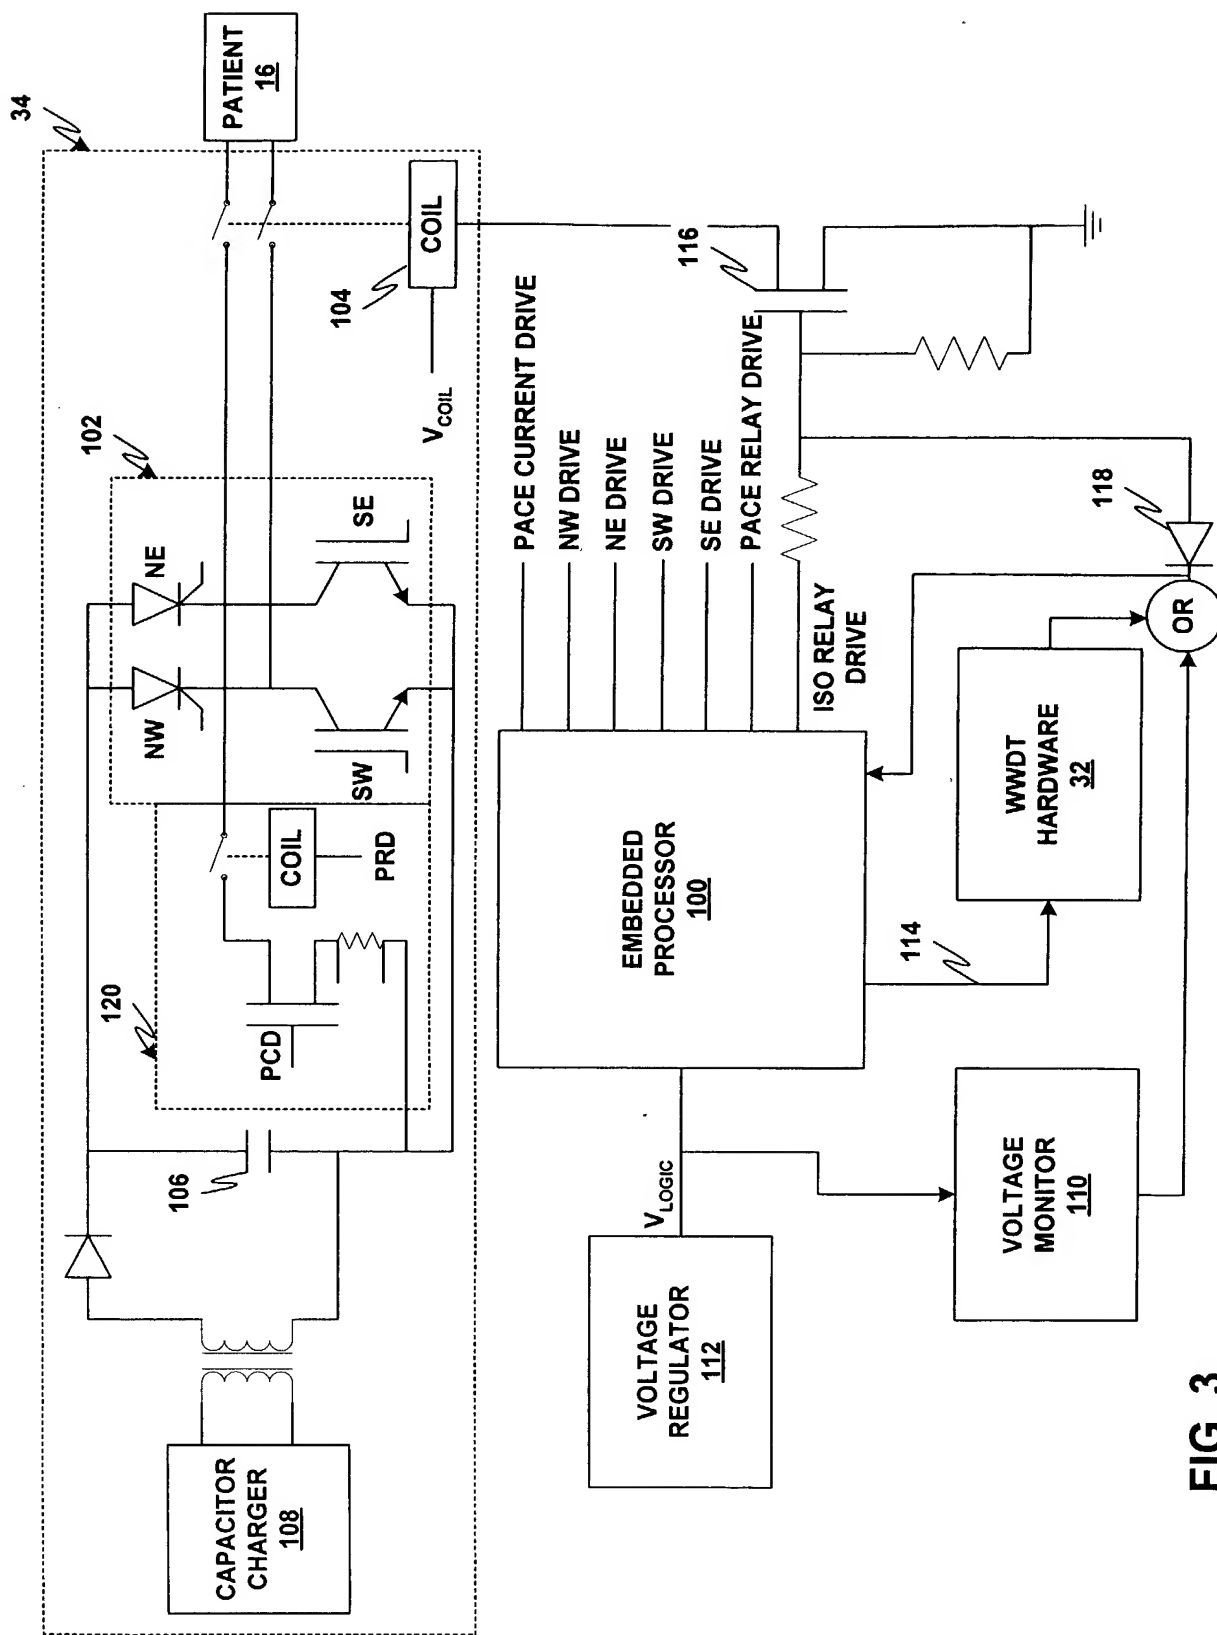 34
PATIENT
16
102
104
COIL
V_COIL
NE
SE
NW
SW
120
COIL
PRD
PCD
106
CAPACITOR
CHARGER
108
116
PACE CURRENT DRIVE
NW DRIVE
NE DRIVE
SW DRIVE
SE DRIVE
PACE RELAY DRIVE
ISO RELAY
DRIVE
118
OR
EMBEDDED
PROCESSOR
100
114
WWDT
HARDWARE
32
V_LOGIC
VOLTAGE
REGULATOR
112
VOLTAGE
MONITOR
110
FIG. 3